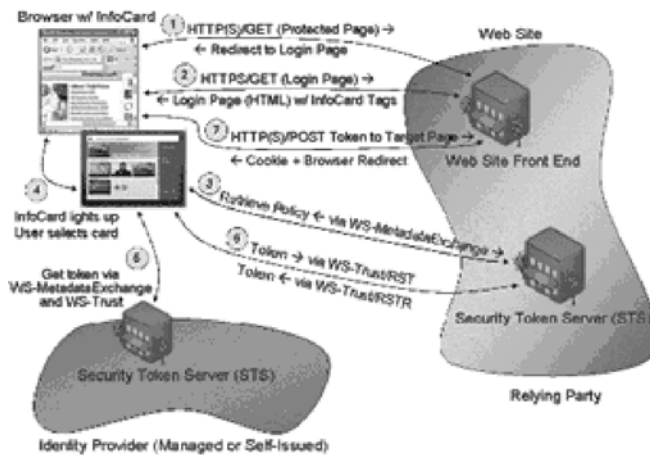 Browser w/ InfoCard
1
HTTP(S)/GET (Protected Page) →
← Redirect to Login Page
Web Site
2
HTTPS/GET (Login Page) →
← Login Page (HTML) w/ InfoCard Tags
7
HTTP(S)/POST Token to Target Page →
← Cookie + Browser Redirect
Web Site Front End
4
InfoCard lights up
User selects card
3
Retrieve Policy ← via WS-MetadataExchange →
6
Token → via WS-Trust/RST
Token ← via WS-Trust/RSTR
5
Get token via
WS-MetadataExchange
and WS-Trust
Security Token Server (STS)
Security Token Server (STS)
Relying Party
Identity Provider (Managed or Self-Issued)